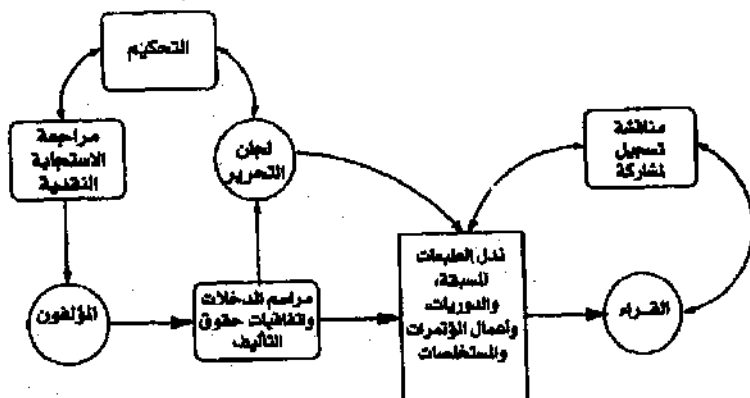 التحكيم
مراجعة
الاستجابة
النقدية
لجان
التحرير
مناقشة
تسجيل
لمشاركة
المؤلفون
مراسم المدخلات
واتفاقيات حقوق
التأليف
الطبعات
المسبقة،
والدوريات،
وأعمال المؤتمرات
والمستخلصات
القراء